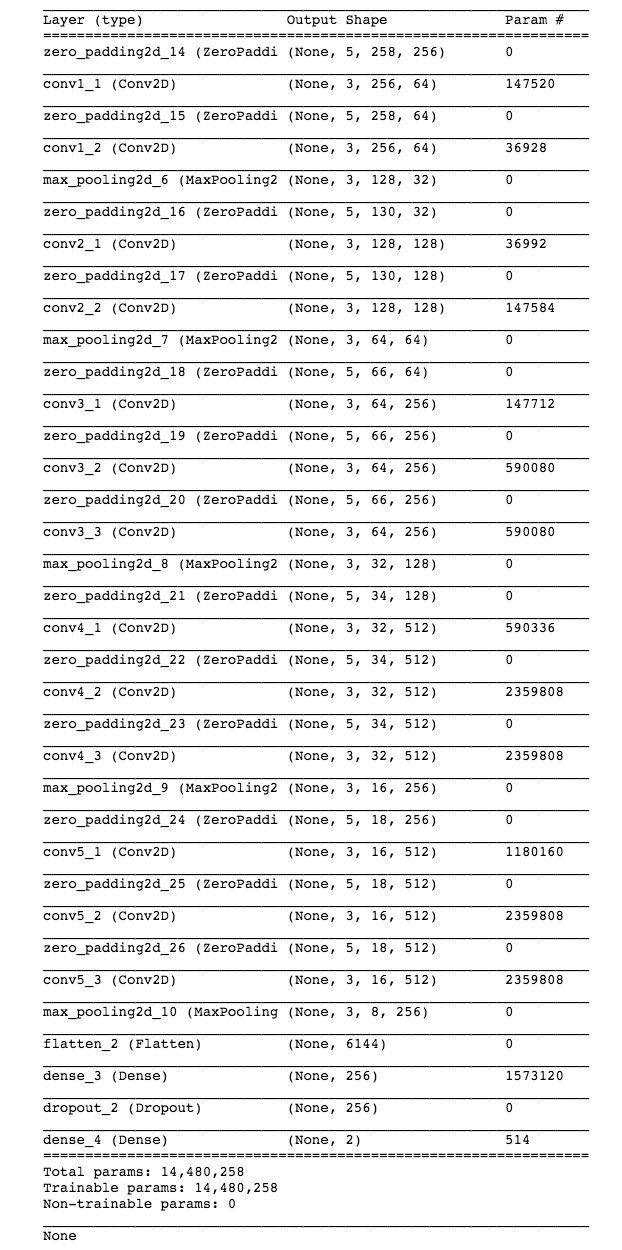 Layer (type) Output Shape Param #
=================================================================
zero_padding2d_14 (ZeroPaddi (None, 5, 258, 256) 0
conv1_1 (Conv2D) (None, 3, 256, 64) 147520
zero_padding2d_15 (ZeroPaddi (None, 5, 258, 64) 0
conv1_2 (Conv2D) (None, 3, 256, 64) 36928
max_pooling2d_6 (MaxPooling2 (None, 3, 128, 32) 0
zero_padding2d_16 (ZeroPaddi (None, 5, 130, 32) 0
conv2_1 (Conv2D) (None, 3, 128, 128) 36992
zero_padding2d_17 (ZeroPaddi (None, 5, 130, 128) 0
conv2_2 (Conv2D) (None, 3, 128, 128) 147584
max_pooling2d_7 (MaxPooling2 (None, 3, 64, 64) 0
zero_padding2d_18 (ZeroPaddi (None, 5, 66, 64) 0
conv3_1 (Conv2D) (None, 3, 64, 256) 147712
zero_padding2d_19 (ZeroPaddi (None, 5, 66, 256) 0
conv3_2 (Conv2D) (None, 3, 64, 256) 590080
zero_padding2d_20 (ZeroPaddi (None, 5, 66, 256) 0
conv3_3 (Conv2D) (None, 3, 64, 256) 590080
max_pooling2d_8 (MaxPooling2 (None, 3, 32, 128) 0
zero_padding2d_21 (ZeroPaddi (None, 5, 34, 128) 0
conv4_1 (Conv2D) (None, 3, 32, 512) 590336
zero_padding2d_22 (ZeroPaddi (None, 5, 34, 512) 0
conv4_2 (Conv2D) (None, 3, 32, 512) 2359808
zero_padding2d_23 (ZeroPaddi (None, 5, 34, 512) 0
conv4_3 (Conv2D) (None, 3, 32, 512) 2359808
max_pooling2d_9 (MaxPooling2 (None, 3, 16, 256) 0
zero_padding2d_24 (ZeroPaddi (None, 5, 18, 256) 0
conv5_1 (Conv2D) (None, 3, 16, 512) 1180160
zero_padding2d_25 (ZeroPaddi (None, 5, 18, 512) 0
conv5_2 (Conv2D) (None, 3, 16, 512) 2359808
zero_padding2d_26 (ZeroPaddi (None, 5, 18, 512) 0
conv5_3 (Conv2D) (None, 3, 16, 512) 2359808
max_pooling2d_10 (MaxPooling (None, 3, 8, 256) 0
flatten_2 (Flatten) (None, 6144) 0
dense_3 (Dense) (None, 256) 1573120
dropout_2 (Dropout) (None, 256) 0
dense_4 (Dense) (None, 2) 514
=================================================================
Total params: 14,480,258
Trainable params: 14,480,258
Non-trainable params: 0
None